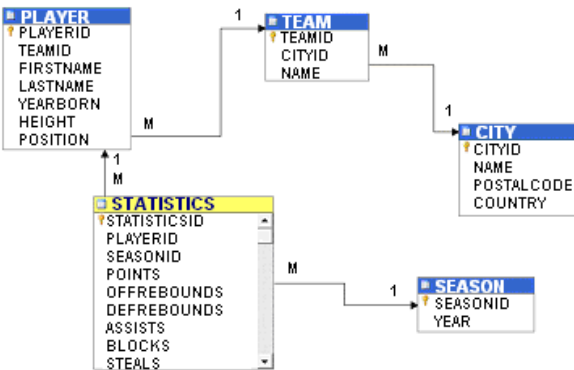 PLAYER
PLAYERID
TEAMID
FIRSTNAME
LASTNAME
YEARBORN
HEIGHT
POSITION
1
TEAM
TEAMID
CITYID
NAME
M
M
1
CITY
CITYID
NAME
POSTALCODE
COUNTRY
1
M
STATISTICS
STATISTICSID
PLAYERID
SEASONID
POINTS
OFFREBOUNDS
DEFREBOUNDS
ASSISTS
BLOCKS
STEALS
M
1
SEASON
SEASONID
YEAR